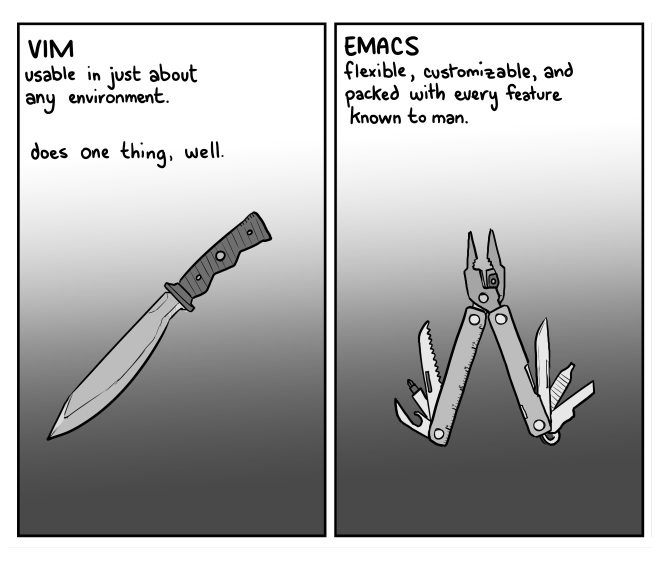 VIM
usable in just about
any environment.
does one thing, well.
EMACS
flexible, customizable, and
packed with every feature
known to man.